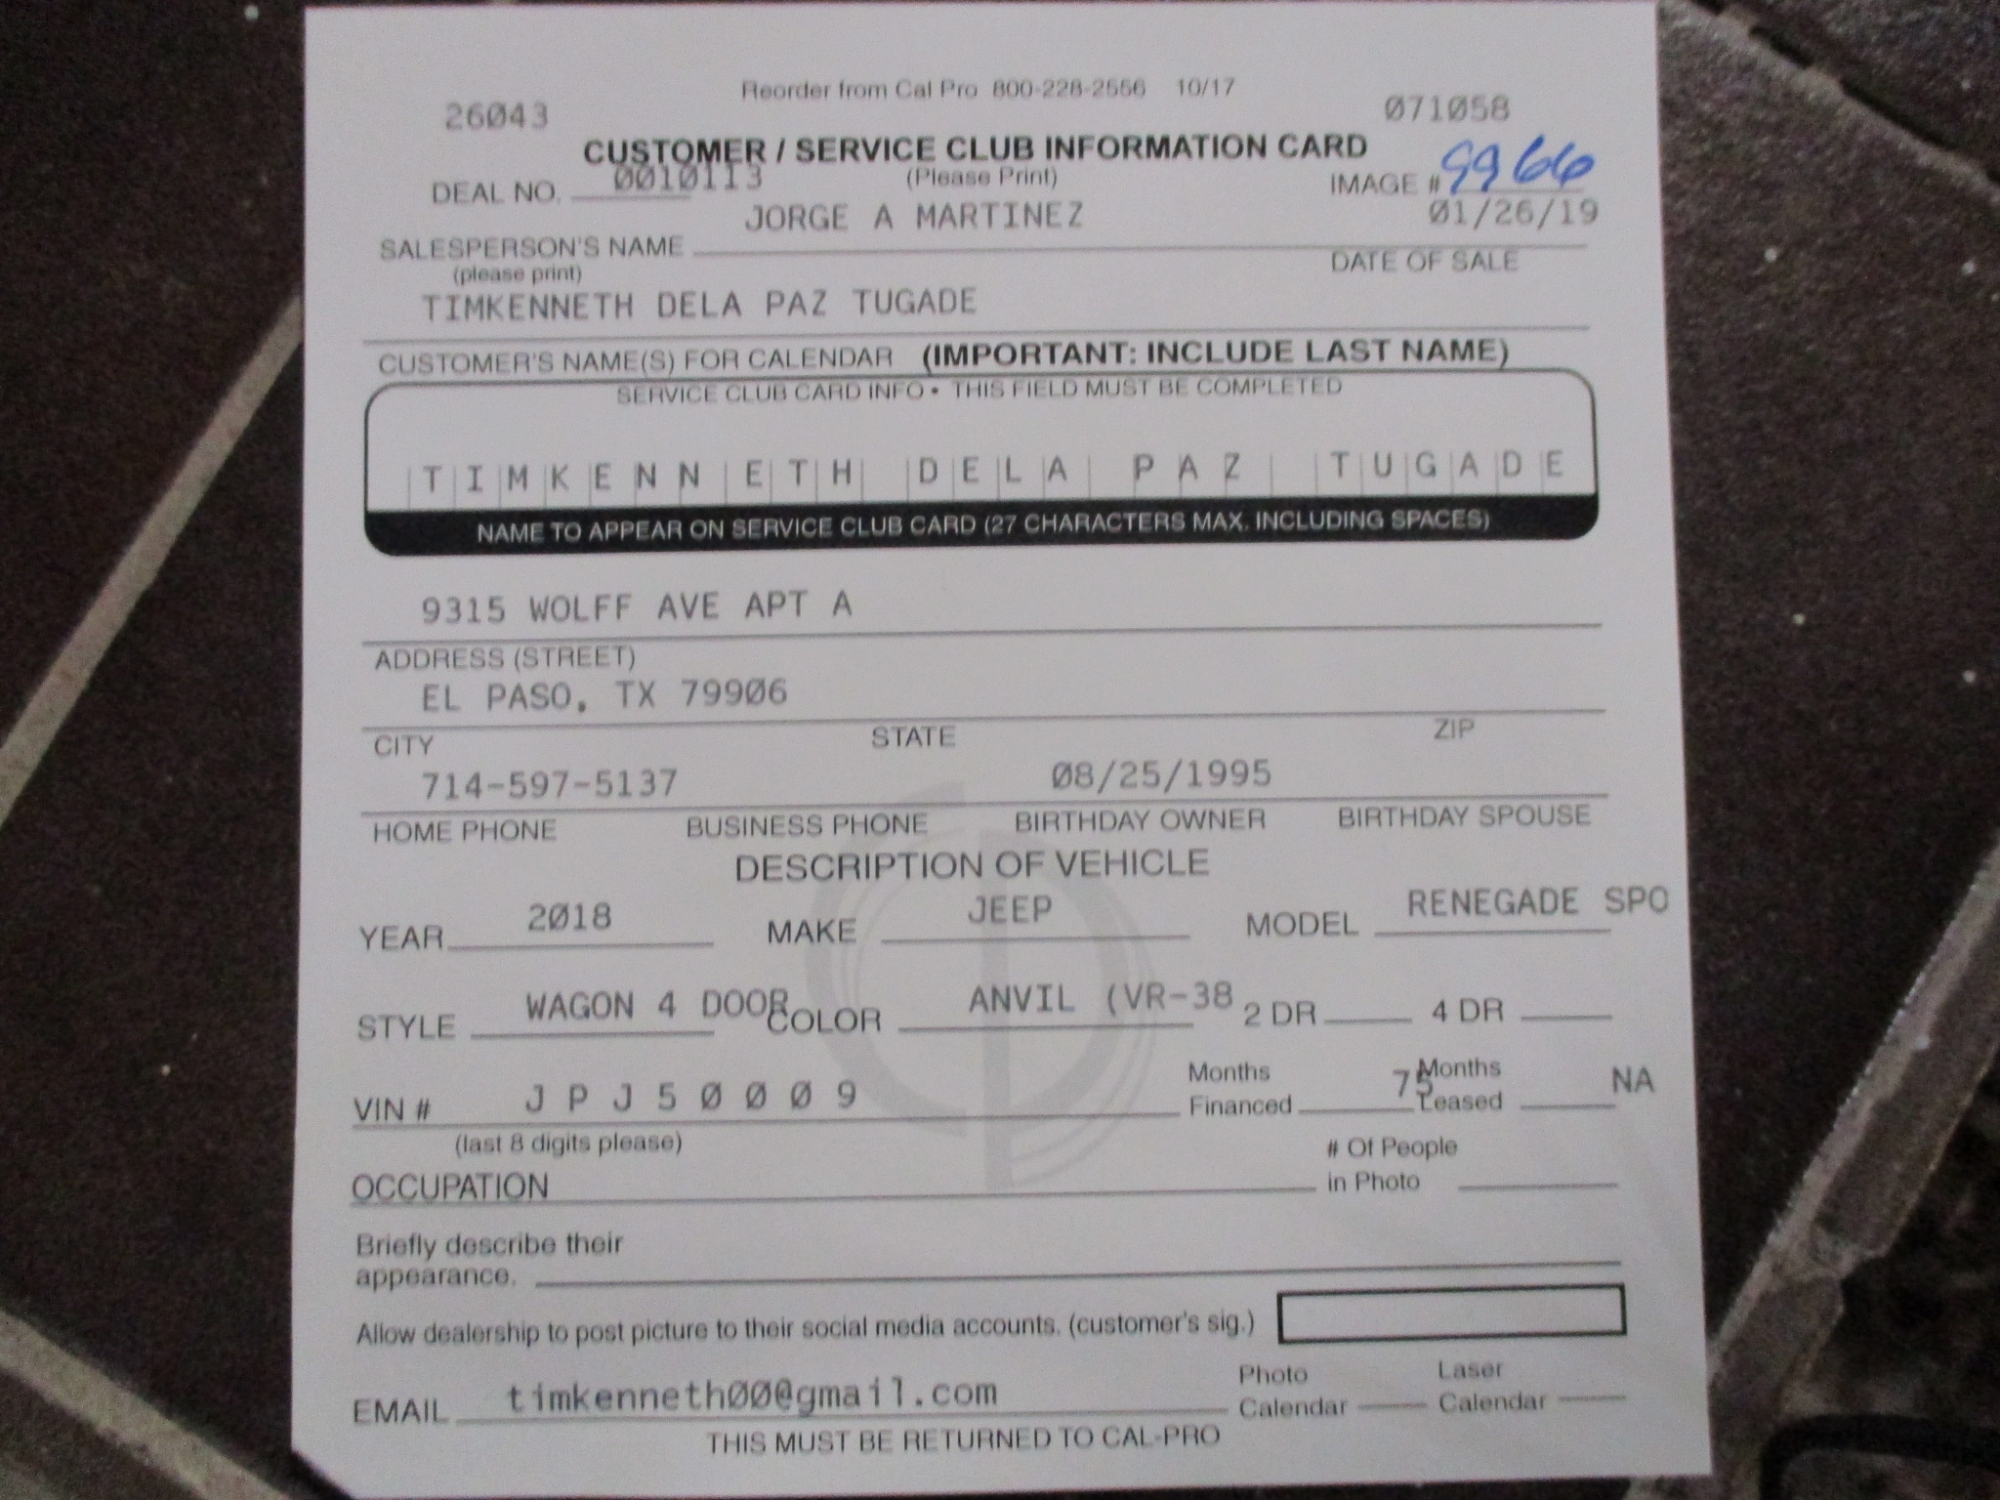 Reorder from Cal Pro 800-228-2556 10/17
26043 071058
CUSTOMER / SERVICE CLUB INFORMATION CARD
DEAL NO. 0010113 (Please Print) IMAGE # 9966
JORGE A MARTINEZ 01/26/19
SALESPERSON'S NAME DATE OF SALE
(please print)
TIMKENNETH DELA PAZ TUGADE
CUSTOMER'S NAME(S) FOR CALENDAR (IMPORTANT: INCLUDE LAST NAME)
SERVICE CLUB CARD INFO • THIS FIELD MUST BE COMPLETED
TIMKENNETH DELA PAZ TUGADE
NAME TO APPEAR ON SERVICE CLUB CARD (27 CHARACTERS MAX. INCLUDING SPACES)
9315 WOLFF AVE APT A
ADDRESS (STREET)
EL PASO, TX 79906
CITY STATE ZIP
714-597-5137 08/25/1995
HOME PHONE BUSINESS PHONE BIRTHDAY OWNER BIRTHDAY SPOUSE
DESCRIPTION OF VEHICLE
YEAR 2018 MAKE JEEP MODEL RENEGADE SPO
STYLE WAGON 4 DOOR COLOR ANVIL (VR-38 2 DR 4 DR
VIN # JPJ50009 Months Financed 75 Months Leased NA
(last 8 digits please)
OCCUPATION # Of People in Photo
Briefly describe their
appearance.
Allow dealership to post picture to their social media accounts. (customer's sig.)
EMAIL timkenneth00@gmail.com Photo Calendar Laser Calendar
THIS MUST BE RETURNED TO CAL-PRO